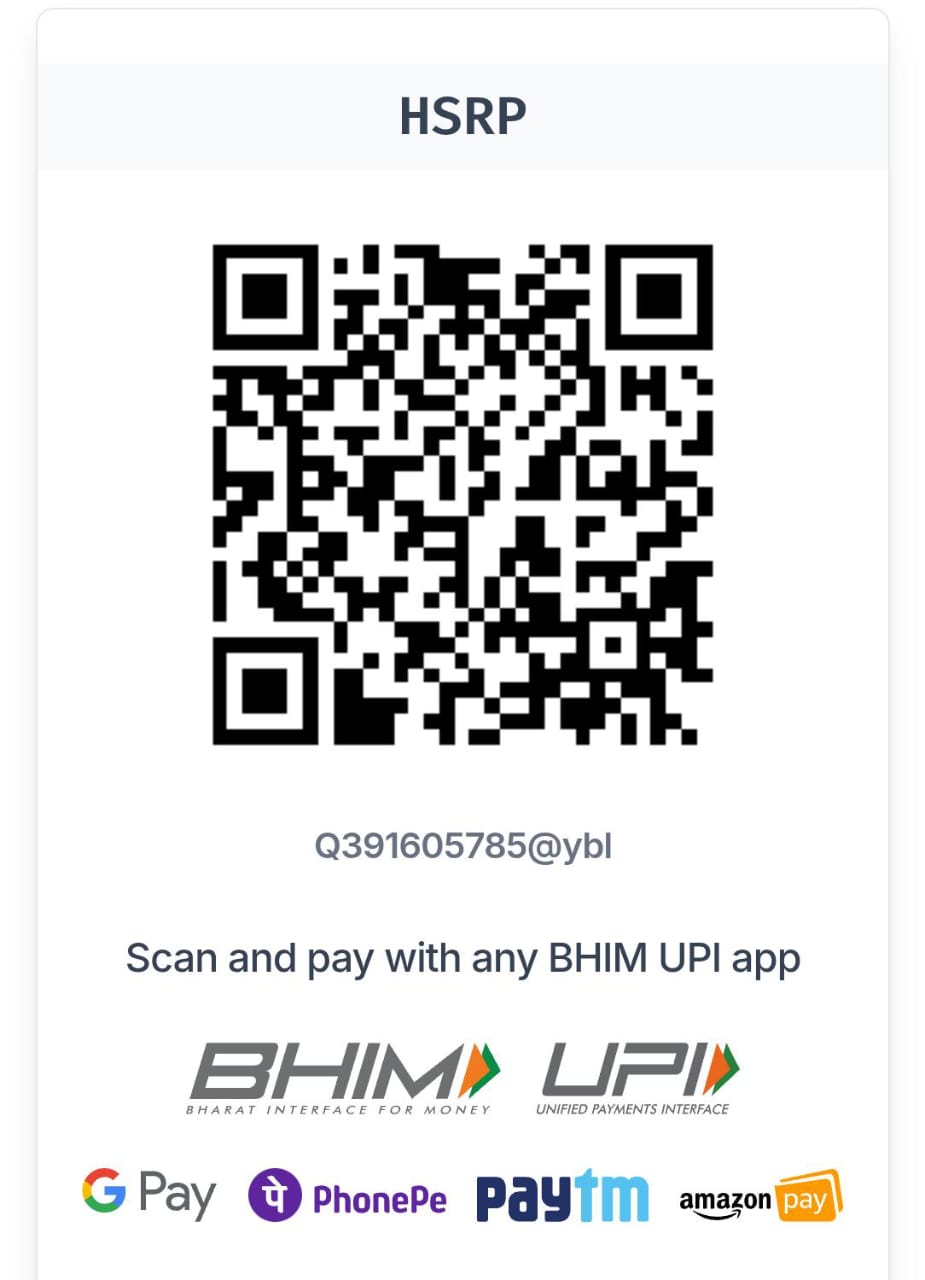 HSRP
Q391605785@ybl
Scan and pay with any BHIM UPI app
BHIM UPI
BHARAT INTERFACE FOR MONEY UNIFIED PAYMENTS INTERFACE
G Pay पे PhonePe paytm amazon pay